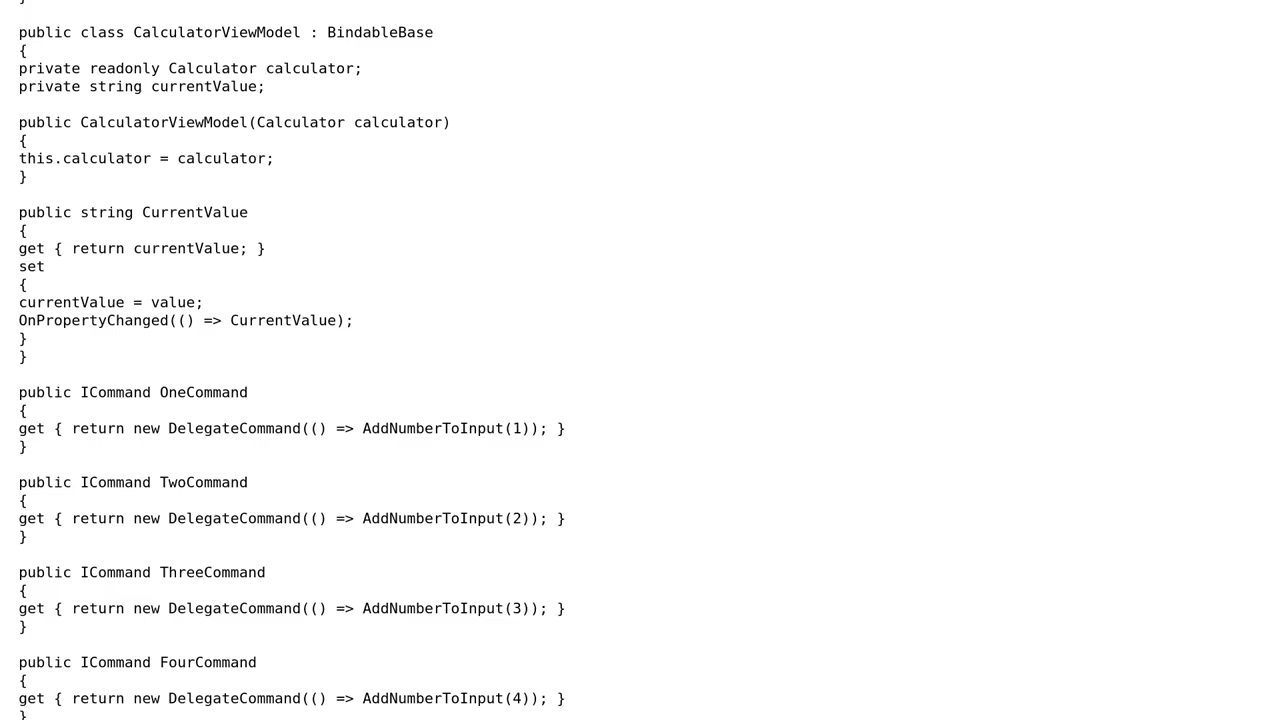 }
public class CalculatorViewModel : BindableBase
{
private readonly Calculator calculator;
private string currentValue;
public CalculatorViewModel(Calculator calculator)
{
this.calculator = calculator;
}
public string CurrentValue
{
get { return currentValue; }
set
{
currentValue = value;
OnPropertyChanged(() => CurrentValue);
}
}
public ICommand OneCommand
{
get { return new DelegateCommand(() => AddNumberToInput(1)); }
}
public ICommand TwoCommand
{
get { return new DelegateCommand(() => AddNumberToInput(2)); }
}
public ICommand ThreeCommand
{
get { return new DelegateCommand(() => AddNumberToInput(3)); }
}
public ICommand FourCommand
{
get { return new DelegateCommand(() => AddNumberToInput(4)); }
}